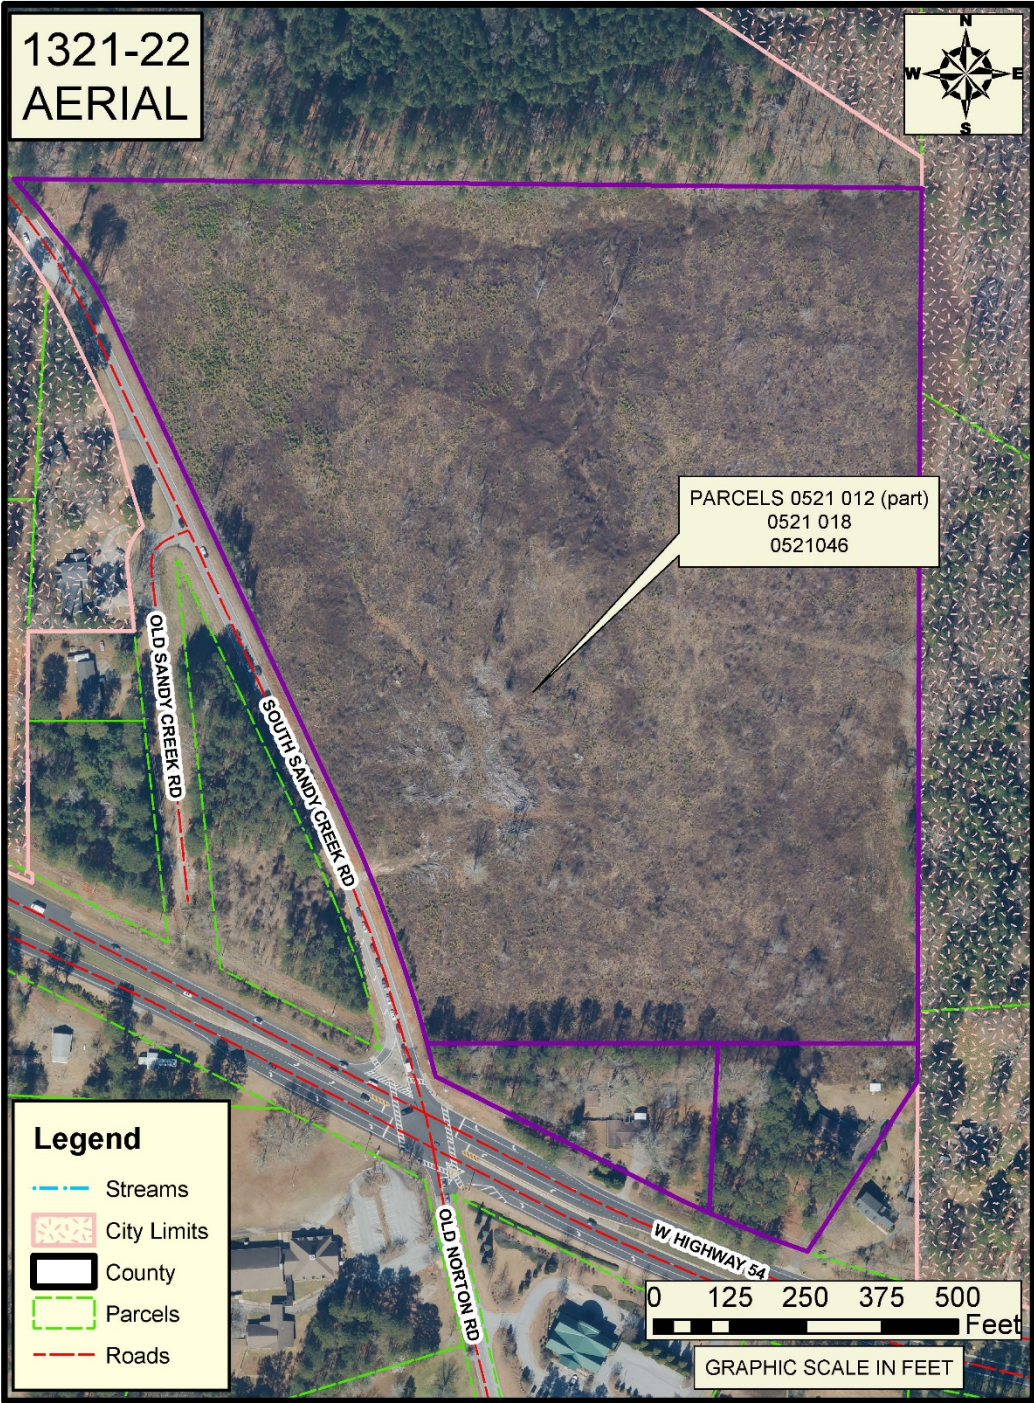 1321-22
AERIAL
N
W E
S
PARCELS 0521 012 (part)
0521 018
0521046
OLD SANDY CREEK RD
SOUTH SANDY CREEK RD
OLD NORTON RD
W HIGHWAY 54
Legend
Streams
City Limits
County
Parcels
Roads
0 125 250 375 500
Feet
GRAPHIC SCALE IN FEET